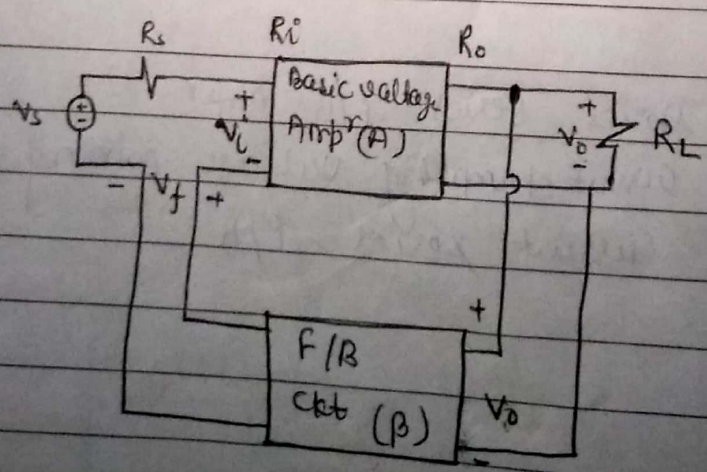 Rs Ri Ro
Basic voltage
Ampr (A)
Vs
+
Vi
-
+
Vo
-
RL
- Vf +
+
F/B
Ckt (β)
Vo
-